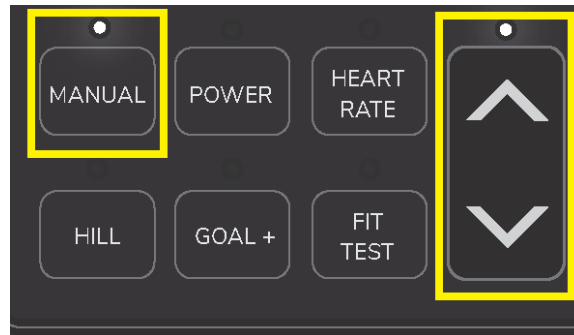 MANUAL
POWER
HEART
RATE
HILL
GOAL +
FIT
TEST